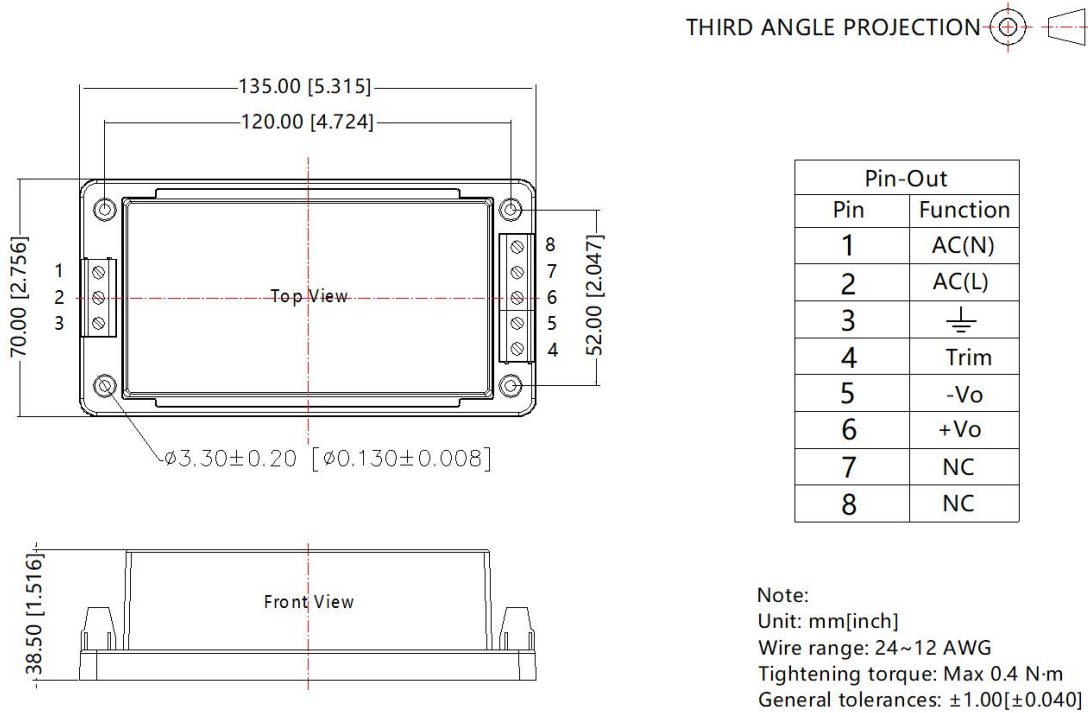 THIRD ANGLE PROJECTION
135.00 [5.315]
120.00 [4.724]
70.00 [2.756]
1
2
3
Top View
8
7
6
5
4
52.00 [2.047]
ø3.30±0.20 [ø0.130±0.008]
Pin-Out
Pin Function
1 AC(N)
2 AC(L)
3
4 Trim
5 -Vo
6 +Vo
7 NC
8 NC
38.50 [1.516]
Front View
Note:
Unit: mm[inch]
Wire range: 24~12 AWG
Tightening torque: Max 0.4 N·m
General tolerances: ±1.00[±0.040]